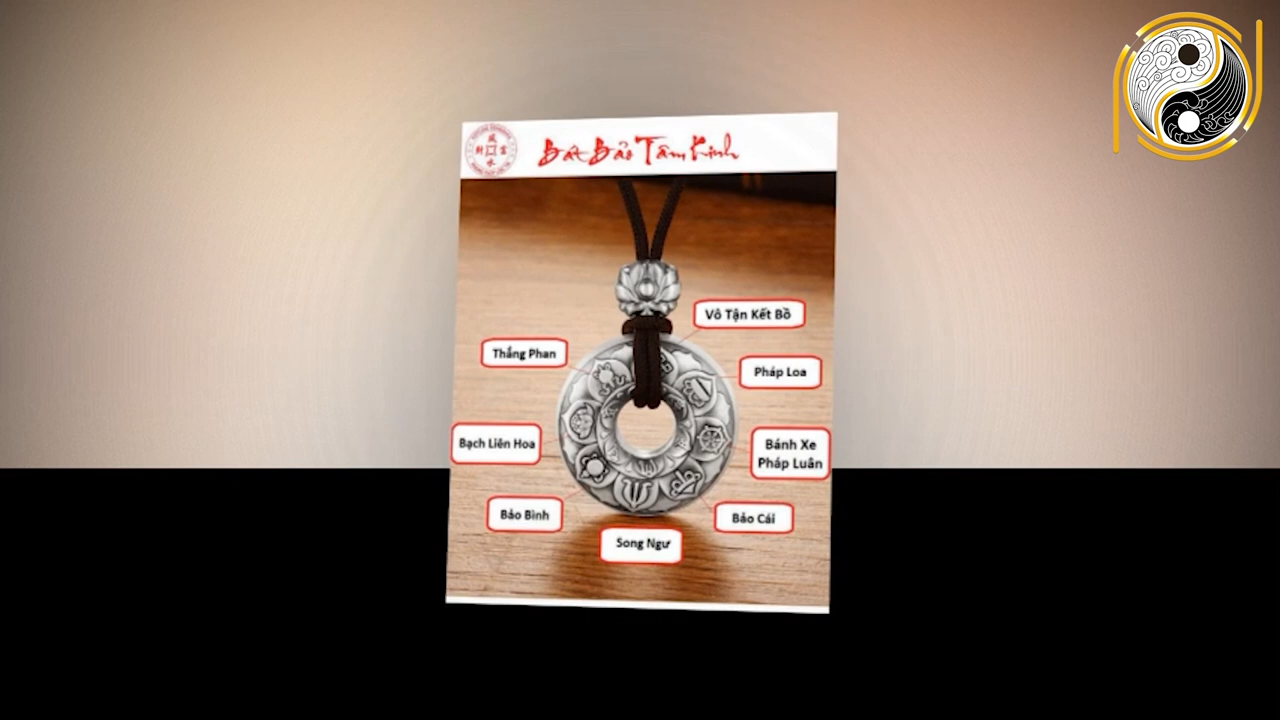 Bát Bảo Tâm Kinh
Vô Tận Kết Bồ
Thắng Phan
Pháp Loa
Bạch Liên Hoa
Bánh Xe
Pháp Luân
Bảo Bình
Bảo Cái
Song Ngư